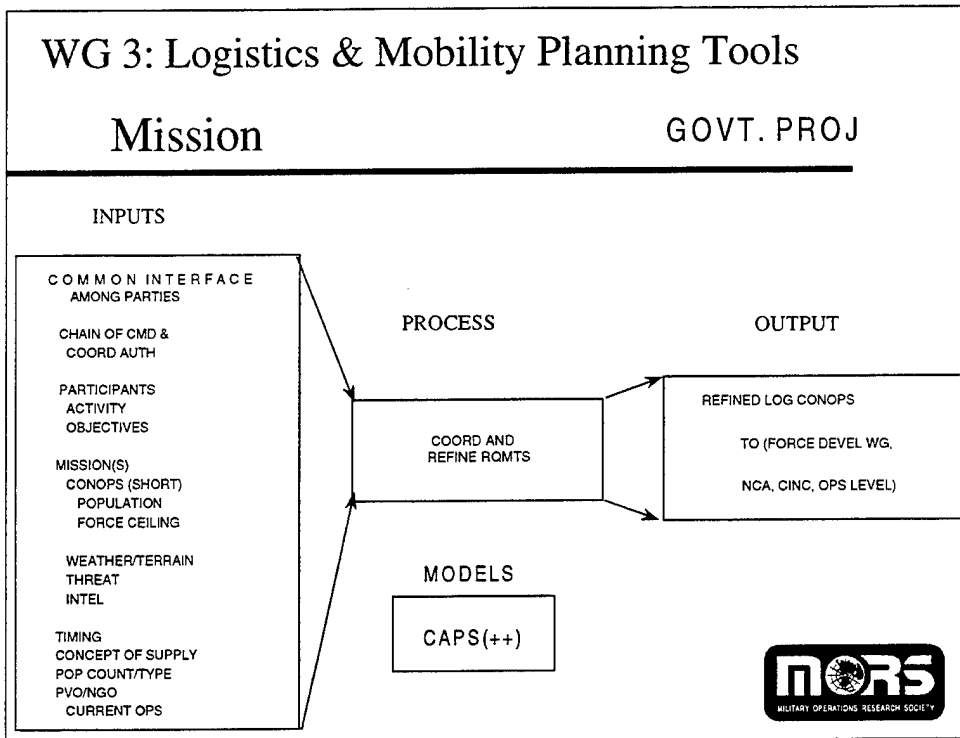 WG 3: Logistics & Mobility Planning Tools
Mission
GOVT. PROJ
INPUTS
COMMON INTERFACE
AMONG PARTIES
CHAIN OF CMD &
COORD AUTH
PARTICIPANTS
ACTIVITY
OBJECTIVES
MISSION(S)
CONOPS (SHORT)
POPULATION
FORCE CEILING
WEATHER/TERRAIN
THREAT
INTEL
TIMING
CONCEPT OF SUPPLY
POP COUNT/TYPE
PVO/NGO
CURRENT OPS
PROCESS
COORD AND
REFINE RQMTS
MODELS
CAPS(++)
OUTPUT
REFINED LOG CONOPS
TO (FORCE DEVEL WG,
NCA, CINC, OPS LEVEL)
MORS
MILITARY OPERATIONS RESEARCH SOCIETY